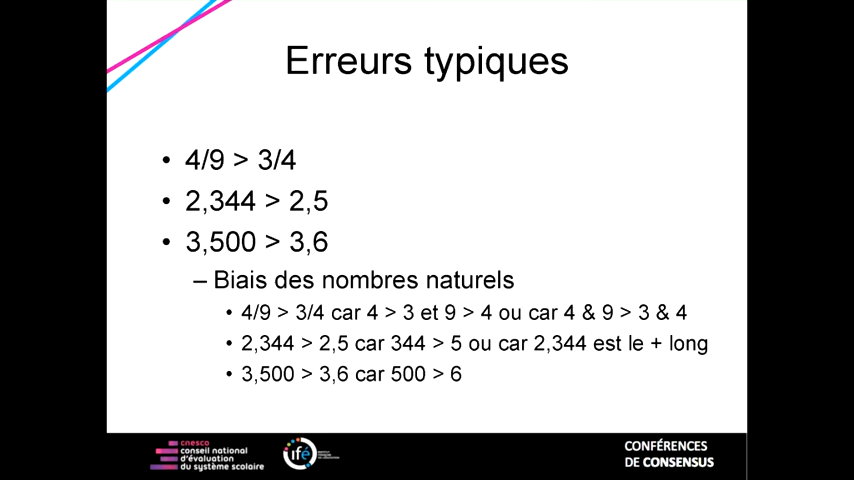 Erreurs typiques
• 4/9 > 3/4
• 2,344 > 2,5
• 3,500 > 3,6
– Biais des nombres naturels
• 4/9 > 3/4 car 4 > 3 et 9 > 4 ou car 4 & 9 > 3 & 4
• 2,344 > 2,5 car 344 > 5 ou car 2,344 est le + long
• 3,500 > 3,6 car 500 > 6
cnesco
conseil national
d'évaluation
du système scolaire
ifé
CONFÉRENCES
DE CONSENSUS